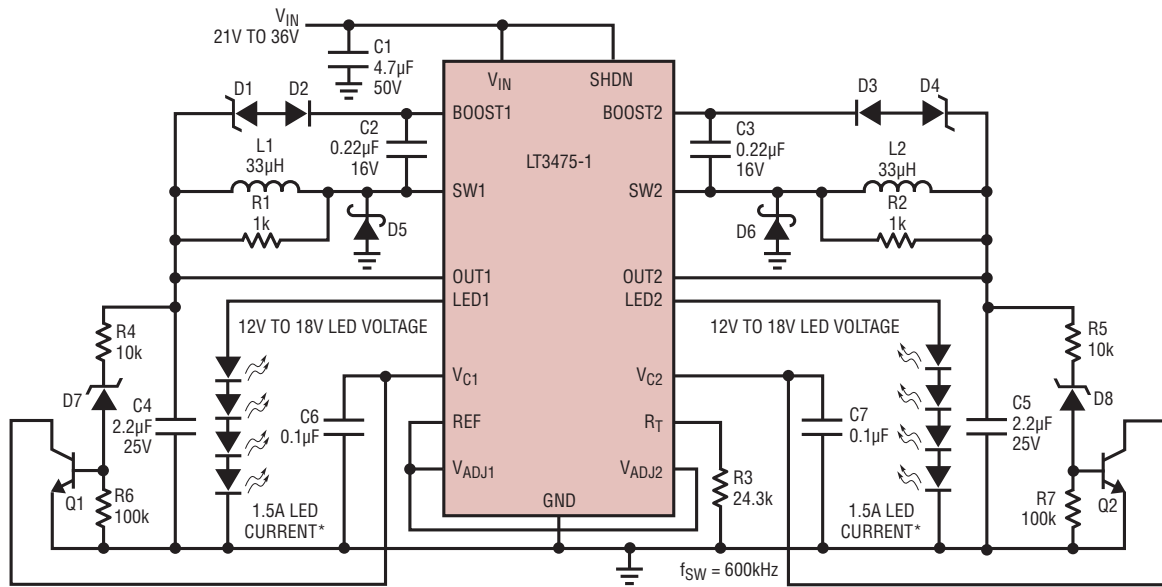 VIN
21V TO 36V
C1
4.7µF
50V
VIN
SHDN
D1
D2
BOOST1
BOOST2
D3
D4
L1
33µH
C2
0.22µF
16V
LT3475-1
C3
0.22µF
16V
L2
33µH
R1
1k
SW1
SW2
R2
1k
D5
D6
OUT1
OUT2
LED1
LED2
12V TO 18V LED VOLTAGE
12V TO 18V LED VOLTAGE
R4
10k
R5
10k
VC1
VC2
D7
D8
C4
2.2µF
25V
C6
0.1µF
REF
RT
C7
0.1µF
C5
2.2µF
25V
VADJ1
VADJ2
R3
24.3k
Q1
R6
100k
GND
R7
100k
Q2
1.5A LED
CURRENT*
1.5A LED
CURRENT*
fSW = 600kHz